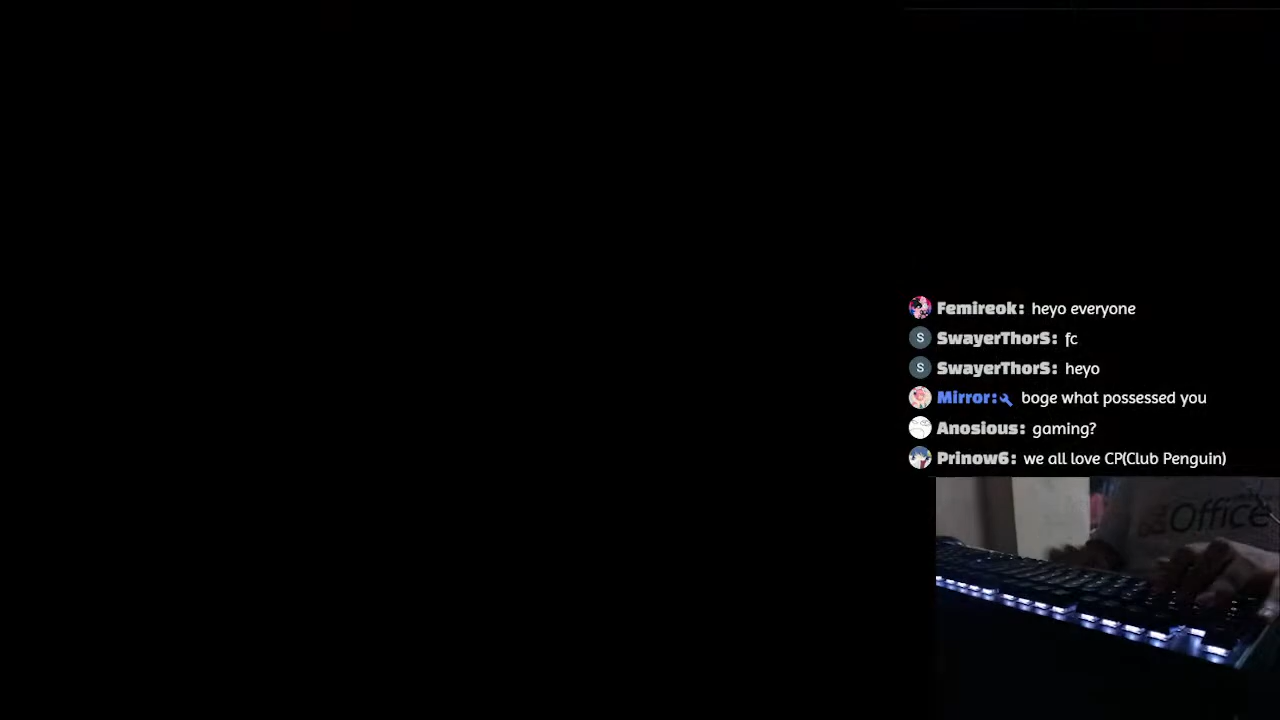 Femireok: heyo everyone
S SwayerThorS: fc
S SwayerThorS: heyo
Mirror: boge what possessed you
Anosious: gaming?
Prinow6: we all love CP(Club Penguin)
Office